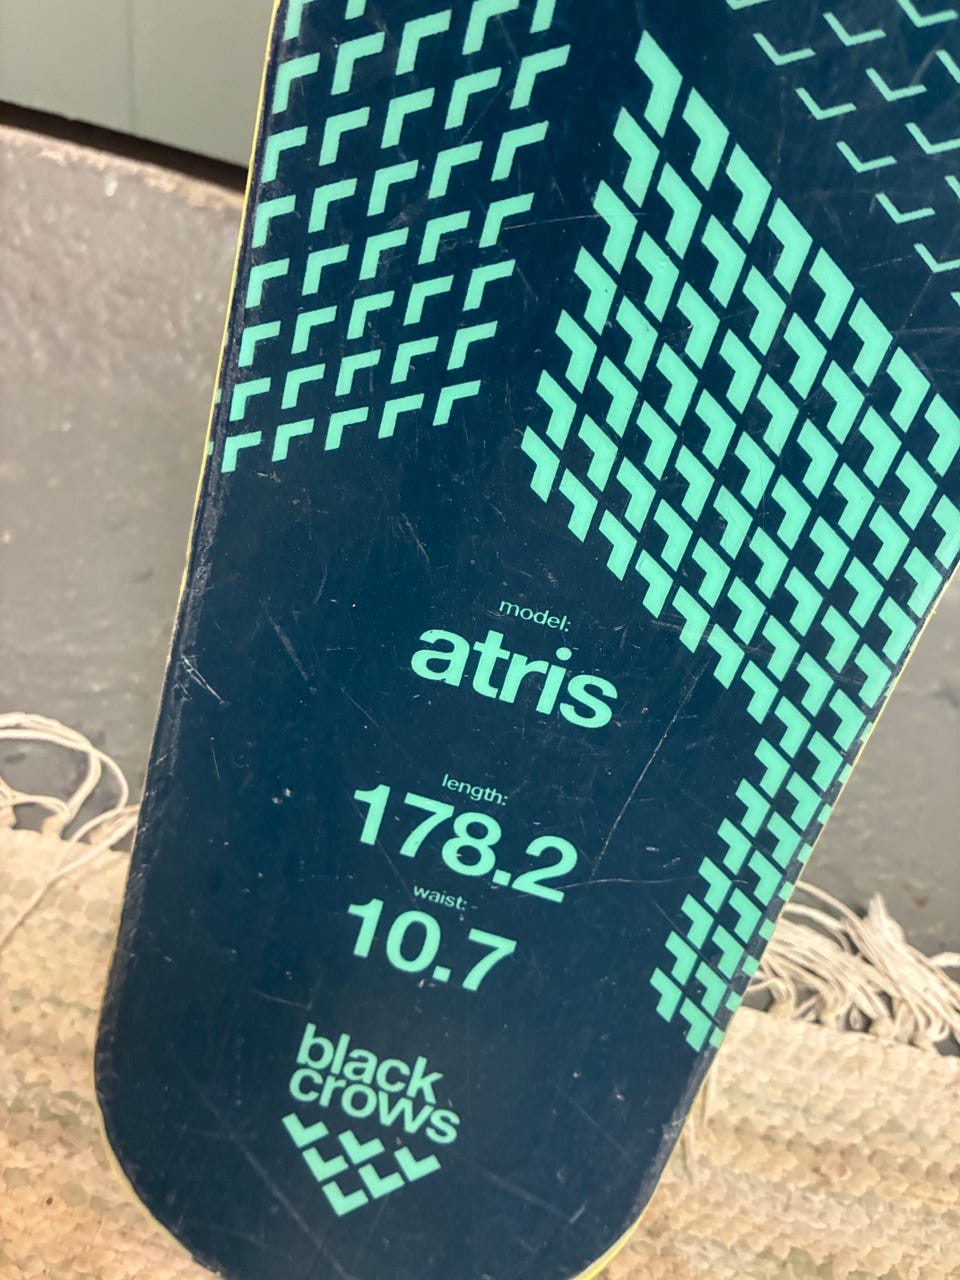 model:
atris
length:
178.2
waist:
10.7
black
crows